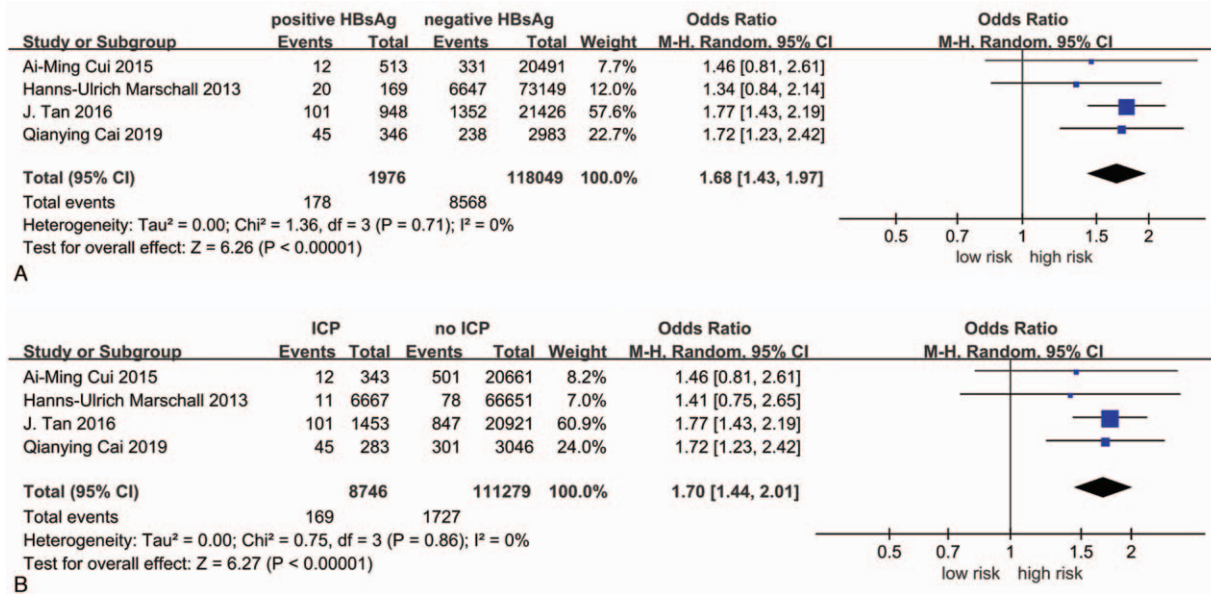 positive HBsAg negative HBsAg Odds Ratio Odds Ratio
Study or Subgroup Events Total Events Total Weight M-H, Random, 95% CI M-H, Random, 95% CI
Ai-Ming Cui 2015 12 513 331 20491 7.7% 1.46 [0.81, 2.61]
Hanns-Ulrich Marschall 2013 20 169 6647 73149 12.0% 1.34 [0.84, 2.14]
J. Tan 2016 101 948 1352 21426 57.6% 1.77 [1.43, 2.19]
Qianying Cai 2019 45 346 238 2983 22.7% 1.72 [1.23, 2.42]
Total (95% CI) 1976 118049 100.0% 1.68 [1.43, 1.97]
Total events 178 8568
Heterogeneity: Tau² = 0.00; Chi² = 1.36, df = 3 (P = 0.71); I² = 0%
Test for overall effect: Z = 6.26 (P < 0.00001)
0.5 0.7 1 1.5 2
low risk high risk
A
ICP no ICP Odds Ratio Odds Ratio
Study or Subgroup Events Total Events Total Weight M-H, Random, 95% CI M-H, Random, 95% CI
Ai-Ming Cui 2015 12 343 501 20661 8.2% 1.46 [0.81, 2.61]
Hanns-Ulrich Marschall 2013 11 6667 78 66651 7.0% 1.41 [0.75, 2.65]
J. Tan 2016 101 1453 847 20921 60.9% 1.77 [1.43, 2.19]
Qianying Cai 2019 45 283 301 3046 24.0% 1.72 [1.23, 2.42]
Total (95% CI) 8746 111279 100.0% 1.70 [1.44, 2.01]
Total events 169 1727
Heterogeneity: Tau² = 0.00; Chi² = 0.75, df = 3 (P = 0.86); I² = 0%
Test for overall effect: Z = 6.27 (P < 0.00001)
0.5 0.7 1 1.5 2
low risk high risk
B